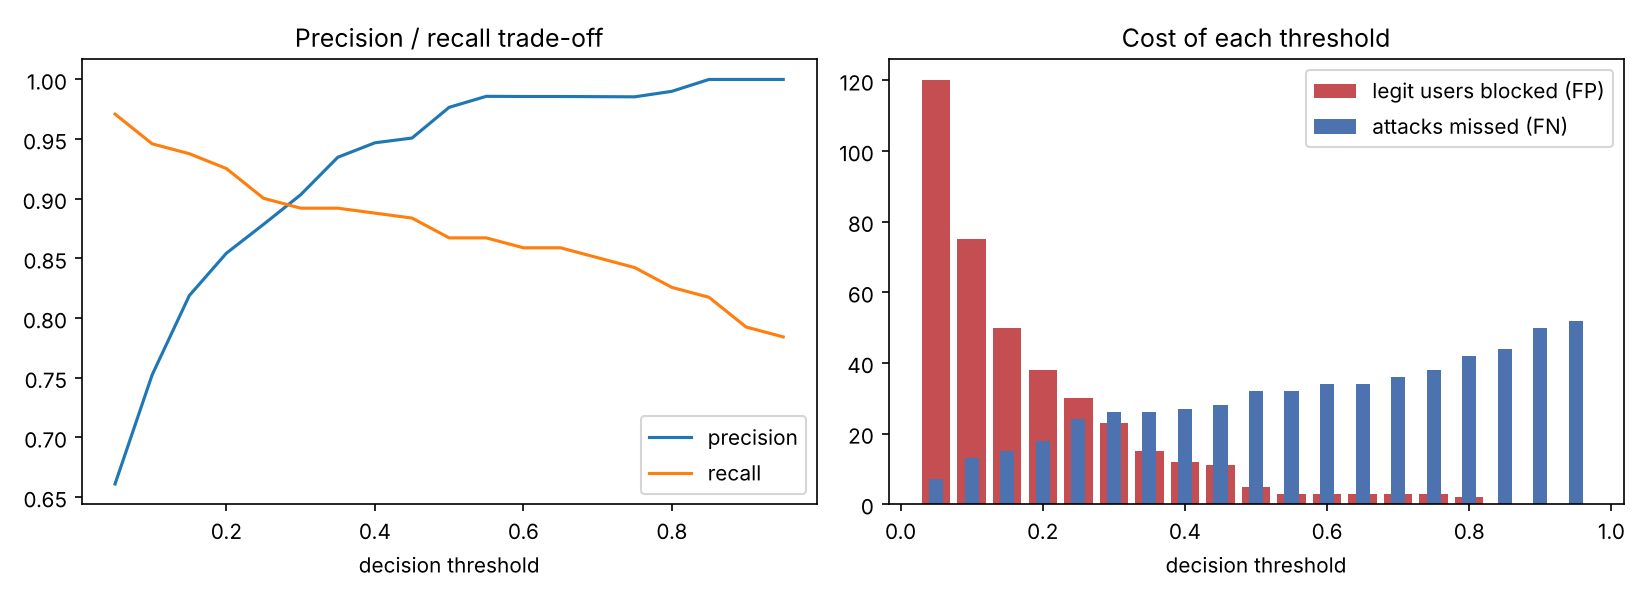 Precision / recall trade-off
1.00
0.95
0.90
0.85
0.80
0.75
0.70
0.65
precision
recall
0.2 0.4 0.6 0.8
decision threshold
Cost of each threshold
120
100
80
60
40
20
0
legit users blocked (FP)
attacks missed (FN)
0.0 0.2 0.4 0.6 0.8 1.0
decision threshold